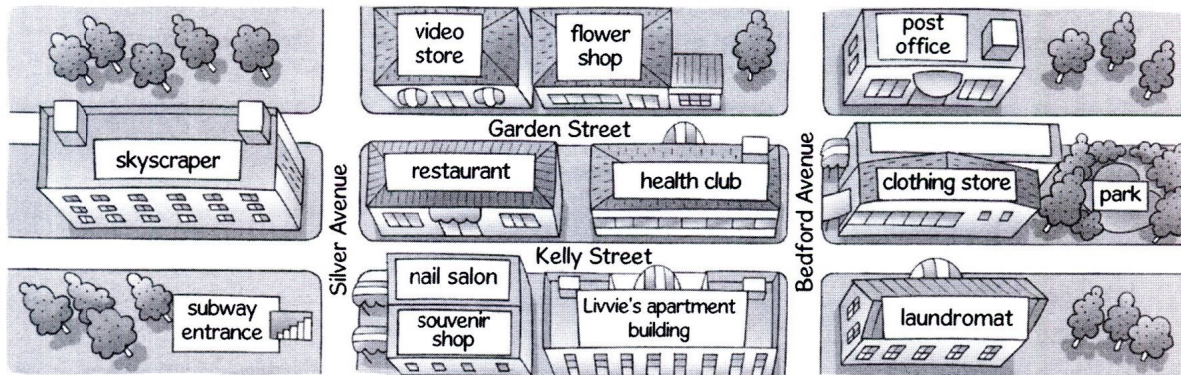 video
store
flower
shop
post
office
Garden Street
skyscraper
restaurant
health club
clothing store
park
Silver Avenue
Bedford Avenue
Kelly Street
nail salon
subway
entrance
souvenir
shop
Livvie's apartment
building
laundromat